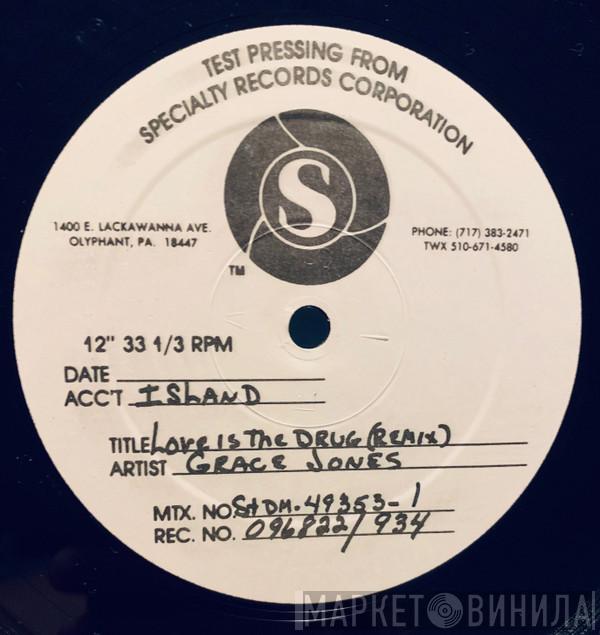 TEST PRESSING FROM
SPECIALTY RECORDS CORPORATION
S
1400 E. LACKAWANNA AVE.
OLYPHANT, PA. 18447
PHONE: (717) 383-2471
TWX 510-671-4580
TM
12" 33 1/3 RPM
DATE
ACC'T ISLAND
TITLE Love Is The DRUG (REMIX)
ARTIST GRACE JONES
MTX. NO. StDM-49353-1
REC. NO. 096822/934
МАРКЕТ ВИНИЛА